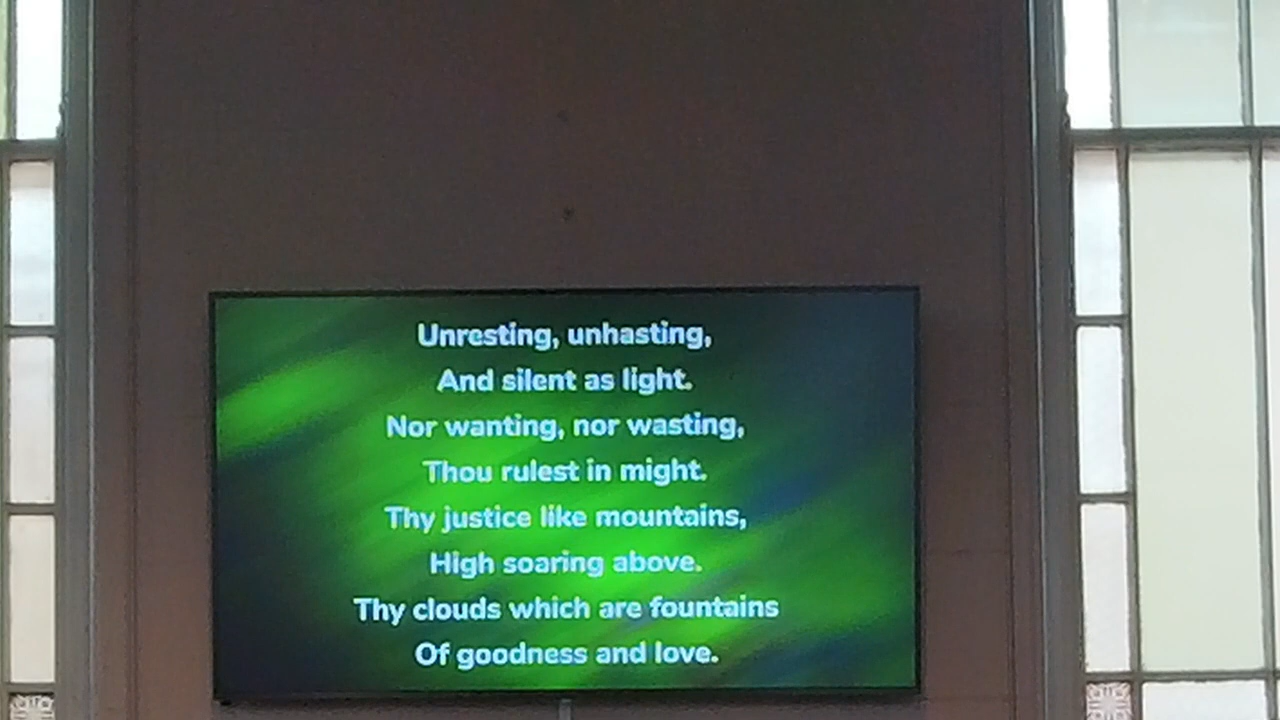 Unresting, unhasting,
And silent as light.
Nor wanting, nor wasting,
Thou rulest in might.
Thy justice like mountains,
High soaring above.
Thy clouds which are fountains
Of goodness and love.